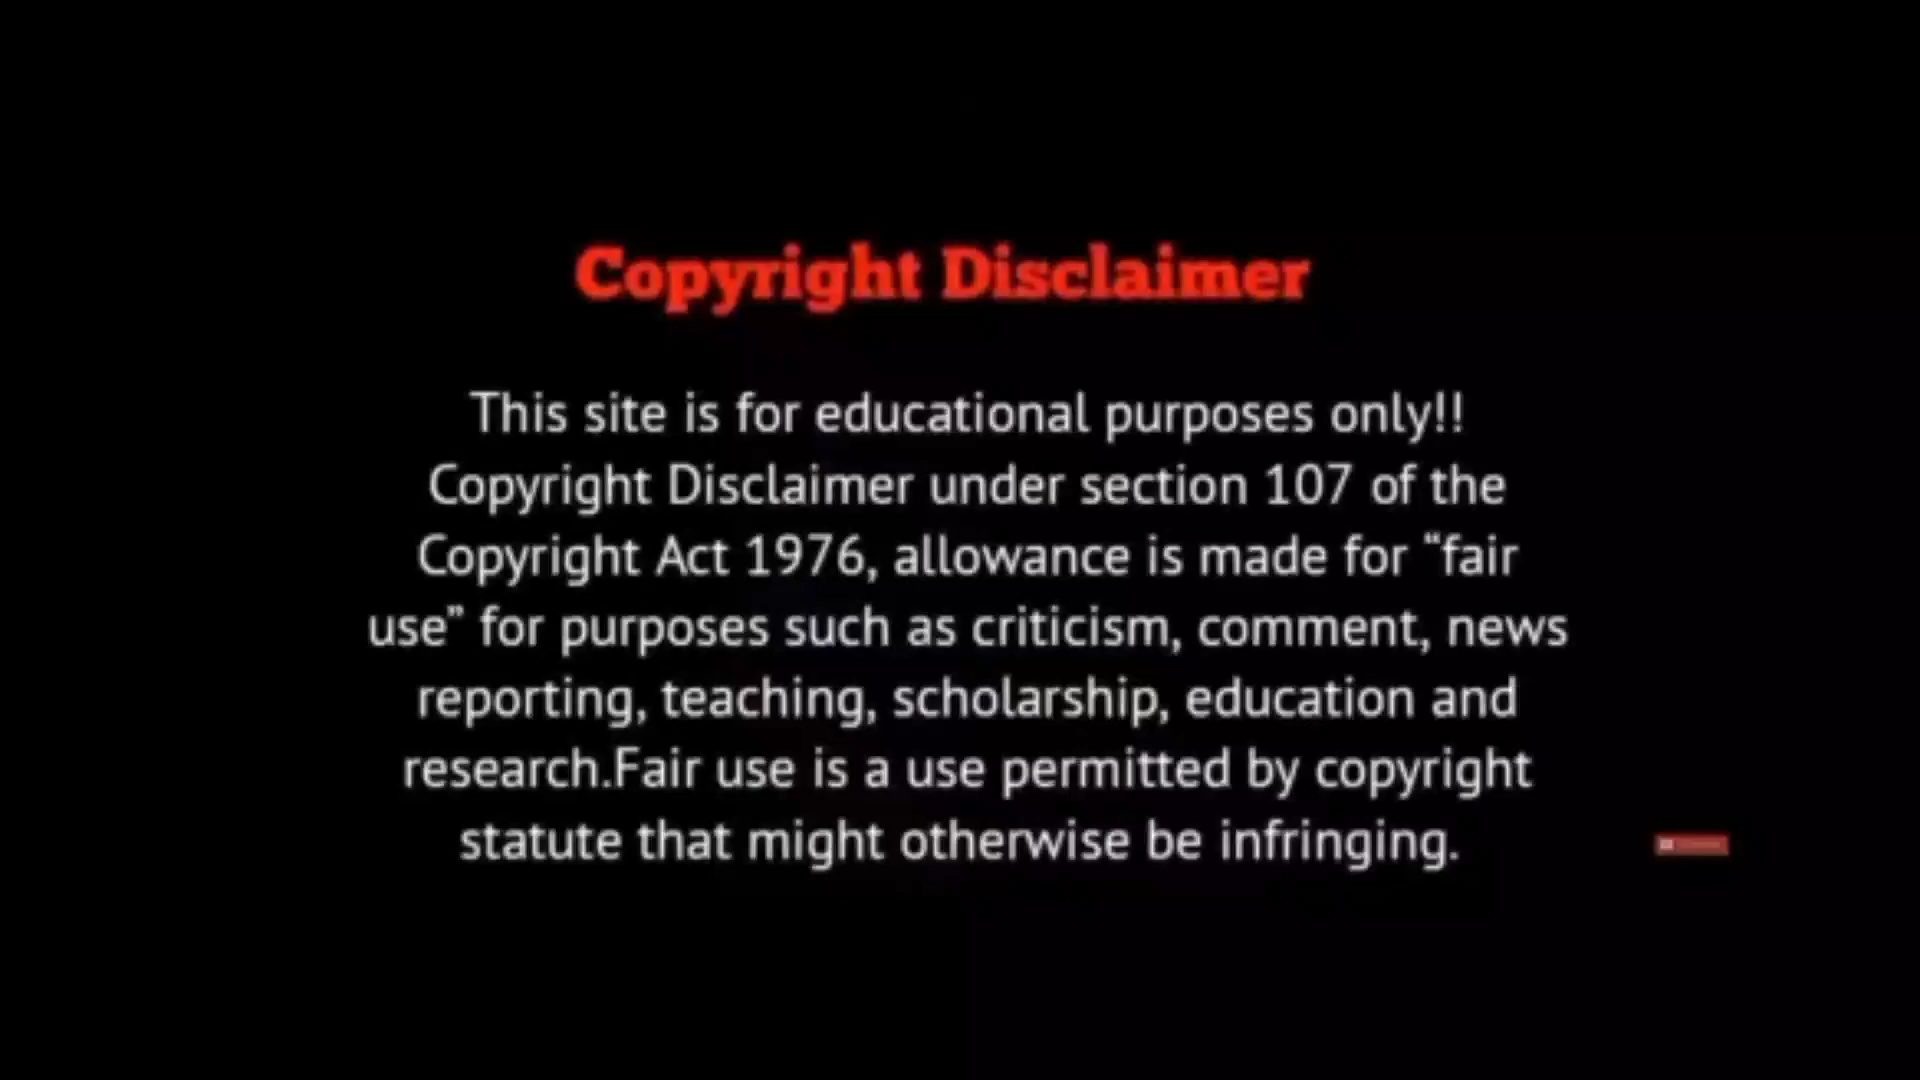 Copyright Disclaimer
This site is for educational purposes only!!
Copyright Disclaimer under section 107 of the
Copyright Act 1976, allowance is made for “fair
use” for purposes such as criticism, comment, news
reporting, teaching, scholarship, education and
research.Fair use is a use permitted by copyright
statute that might otherwise be infringing.